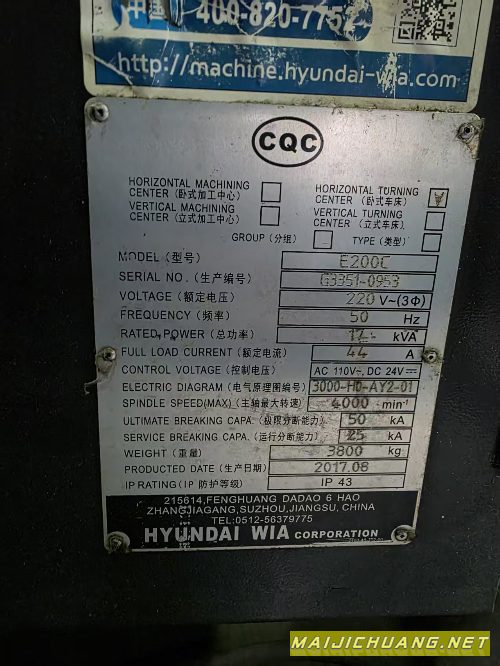 中国 400-820-7752
http://machine.hyundai-wia.com
CQC
HORIZONTAL MACHINING CENTER (卧式加工中心)
HORIZONTAL TURNING CENTER (卧式车床)
VERTICAL MACHINING CENTER (立式加工中心)
VERTICAL TURNING CENTER (立式车床)
GROUP (分组)
TYPE (类型)
MODEL (型号) E200C
SERIAL NO. (生产编号) G3351-0953
VOLTAGE (额定电压) 220 V~(3Φ)
FREQUENCY (频率) 50 Hz
RATED POWER (总功率) 17 kVA
FULL LOAD CURRENT (额定电流) 44 A
CONTROL VOLTAGE (控制电压) AC 110V~, DC 24V⎓
ELECTRIC DIAGRAM (电气原理图编号) 3000-H0-AY2-01
SPINDLE SPEED(MAX) (主轴最大转速) 4000 min⁻¹
ULTIMATE BREAKING CAPA. (极限分断能力) 50 kA
SERVICE BREAKING CAPA. (运行分断能力) 25 kA
WEIGHT (重量) 3800 kg
PRODUCTED DATE (生产日期) 2017.08
IP RATING (IP 防护等级) IP 43
215614,FENGHUANG DADAO 6 HAO
ZHANGJIAGANG,SUZHOU,JIANGSU, CHINA
TEL:0512-56379775
HYUNDAI WIA CORPORATION
MAIJICHUANG.NET